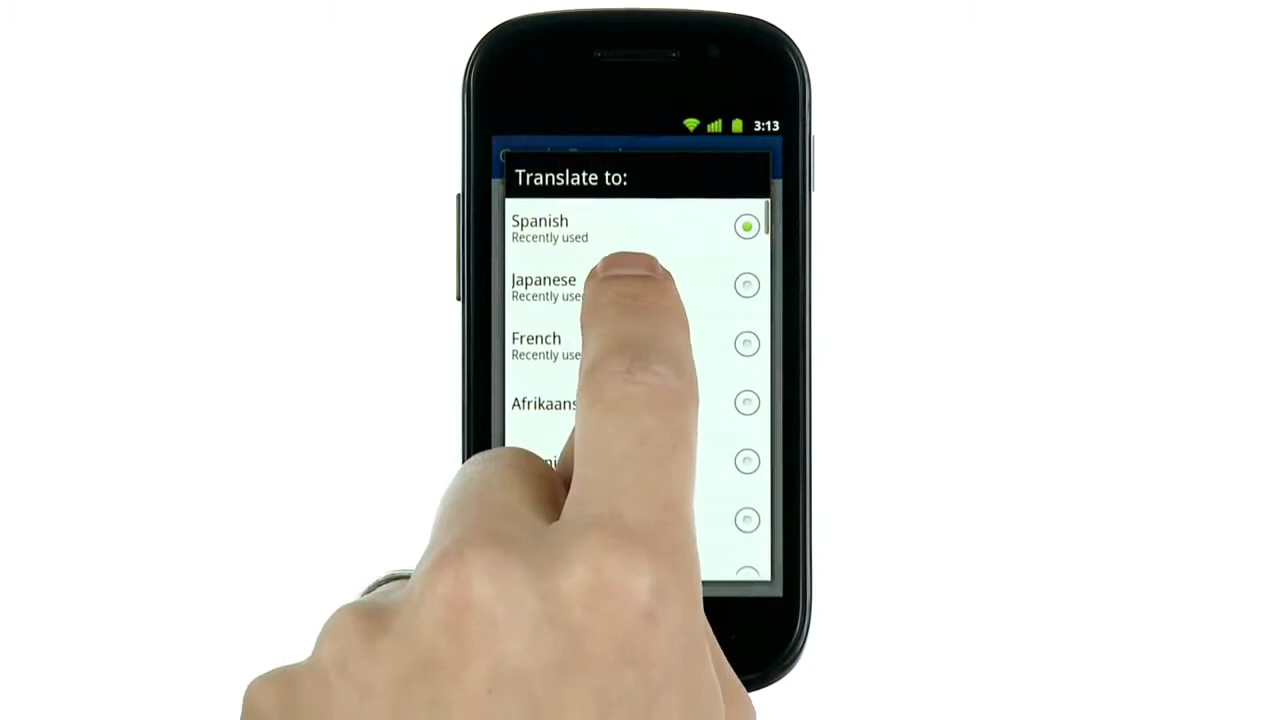 3:13
Translate to:
Spanish
Recently used
Japanese
Recently used
French
Recently used
Afrikaans